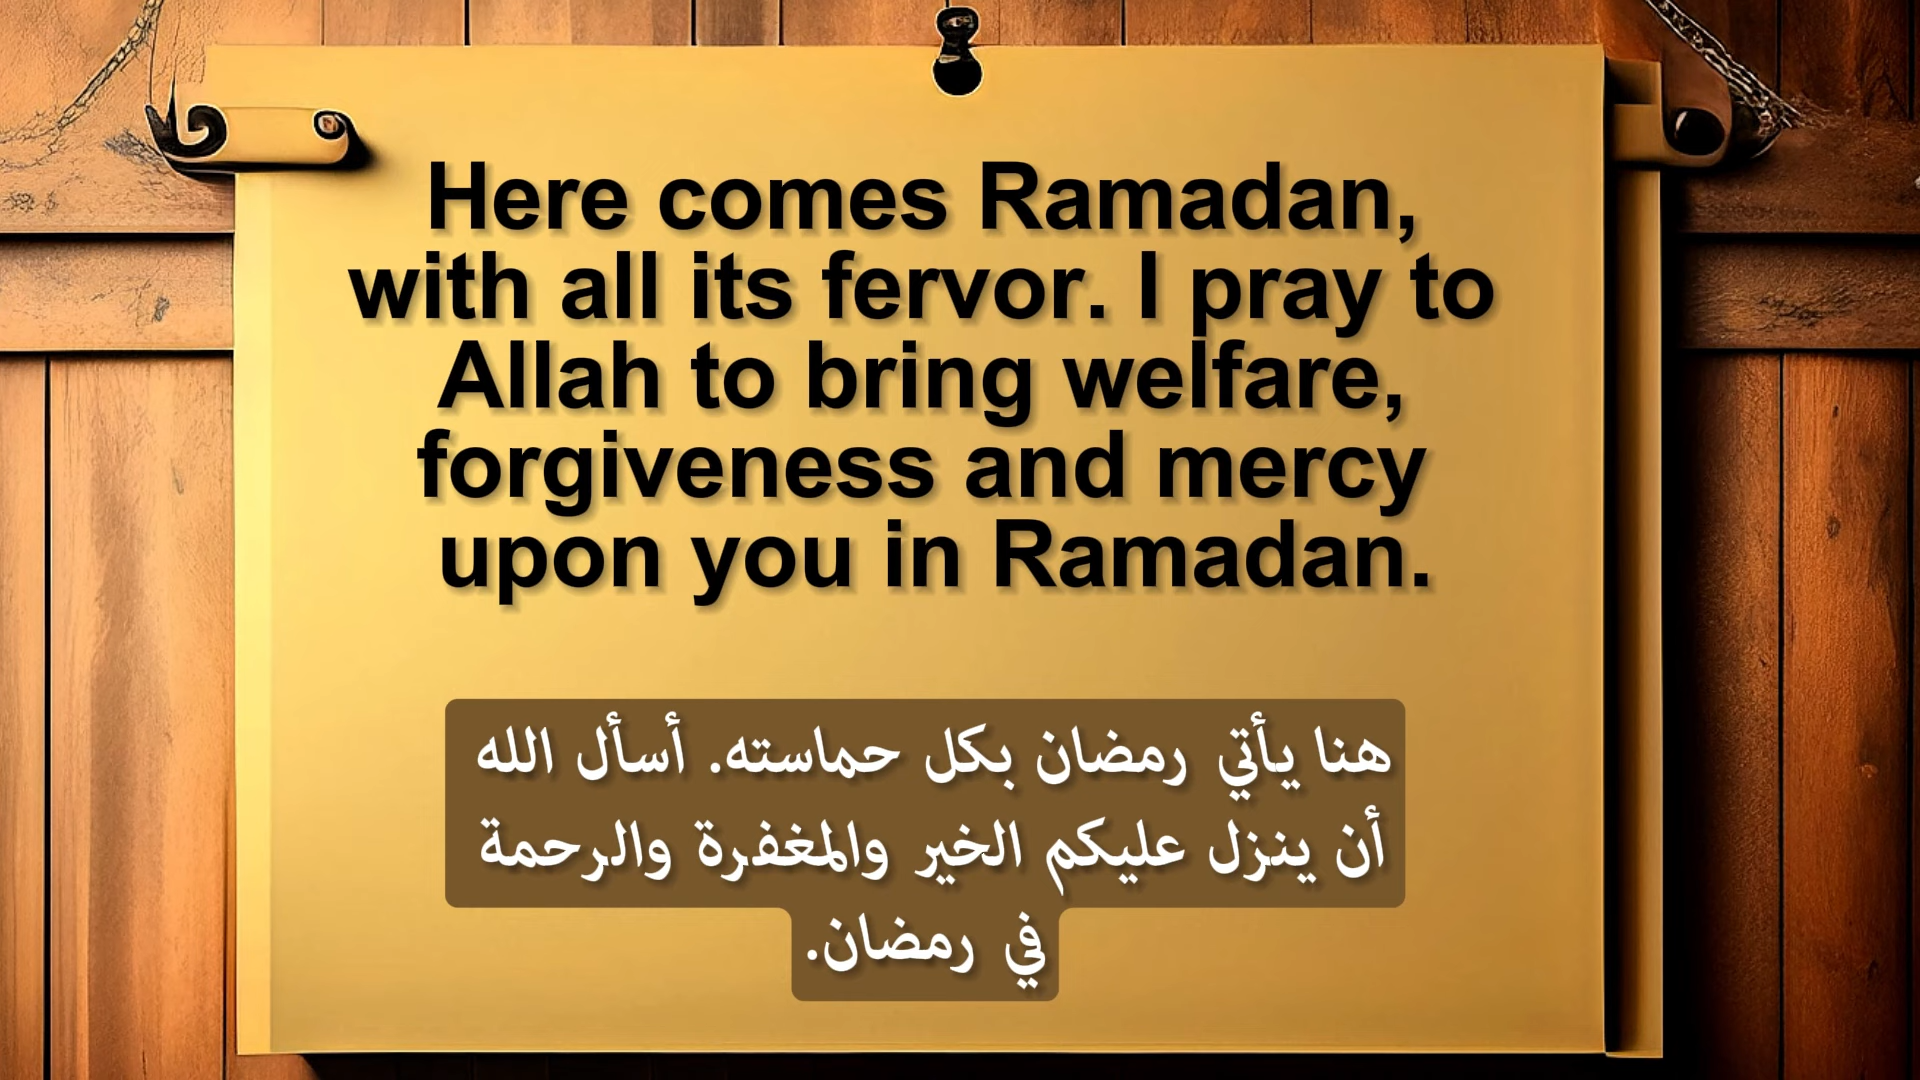 Here comes Ramadan,
with all its fervor. I pray to
Allah to bring welfare,
forgiveness and mercy
upon you in Ramadan.
هنا يأتي رمضان بكل حماسته. أسأل الله
أن ينزل عليكم الخير والمغفرة والرحمة
في رمضان.